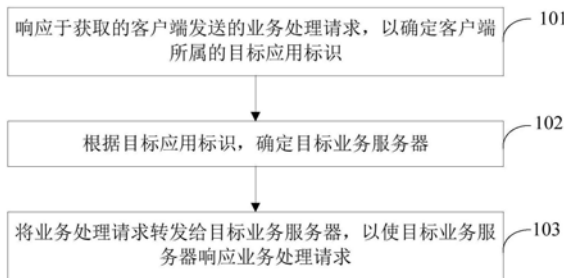 响应于获取的客户端发送的业务处理请求，以确定客户端
所属的目标应用标识
101
根据目标应用标识，确定目标业务服务器
102
将业务处理请求转发给目标业务服务器，以使目标业务服
务器响应业务处理请求
103